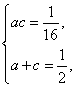 ac = 1/16,
a + c = 1/2,